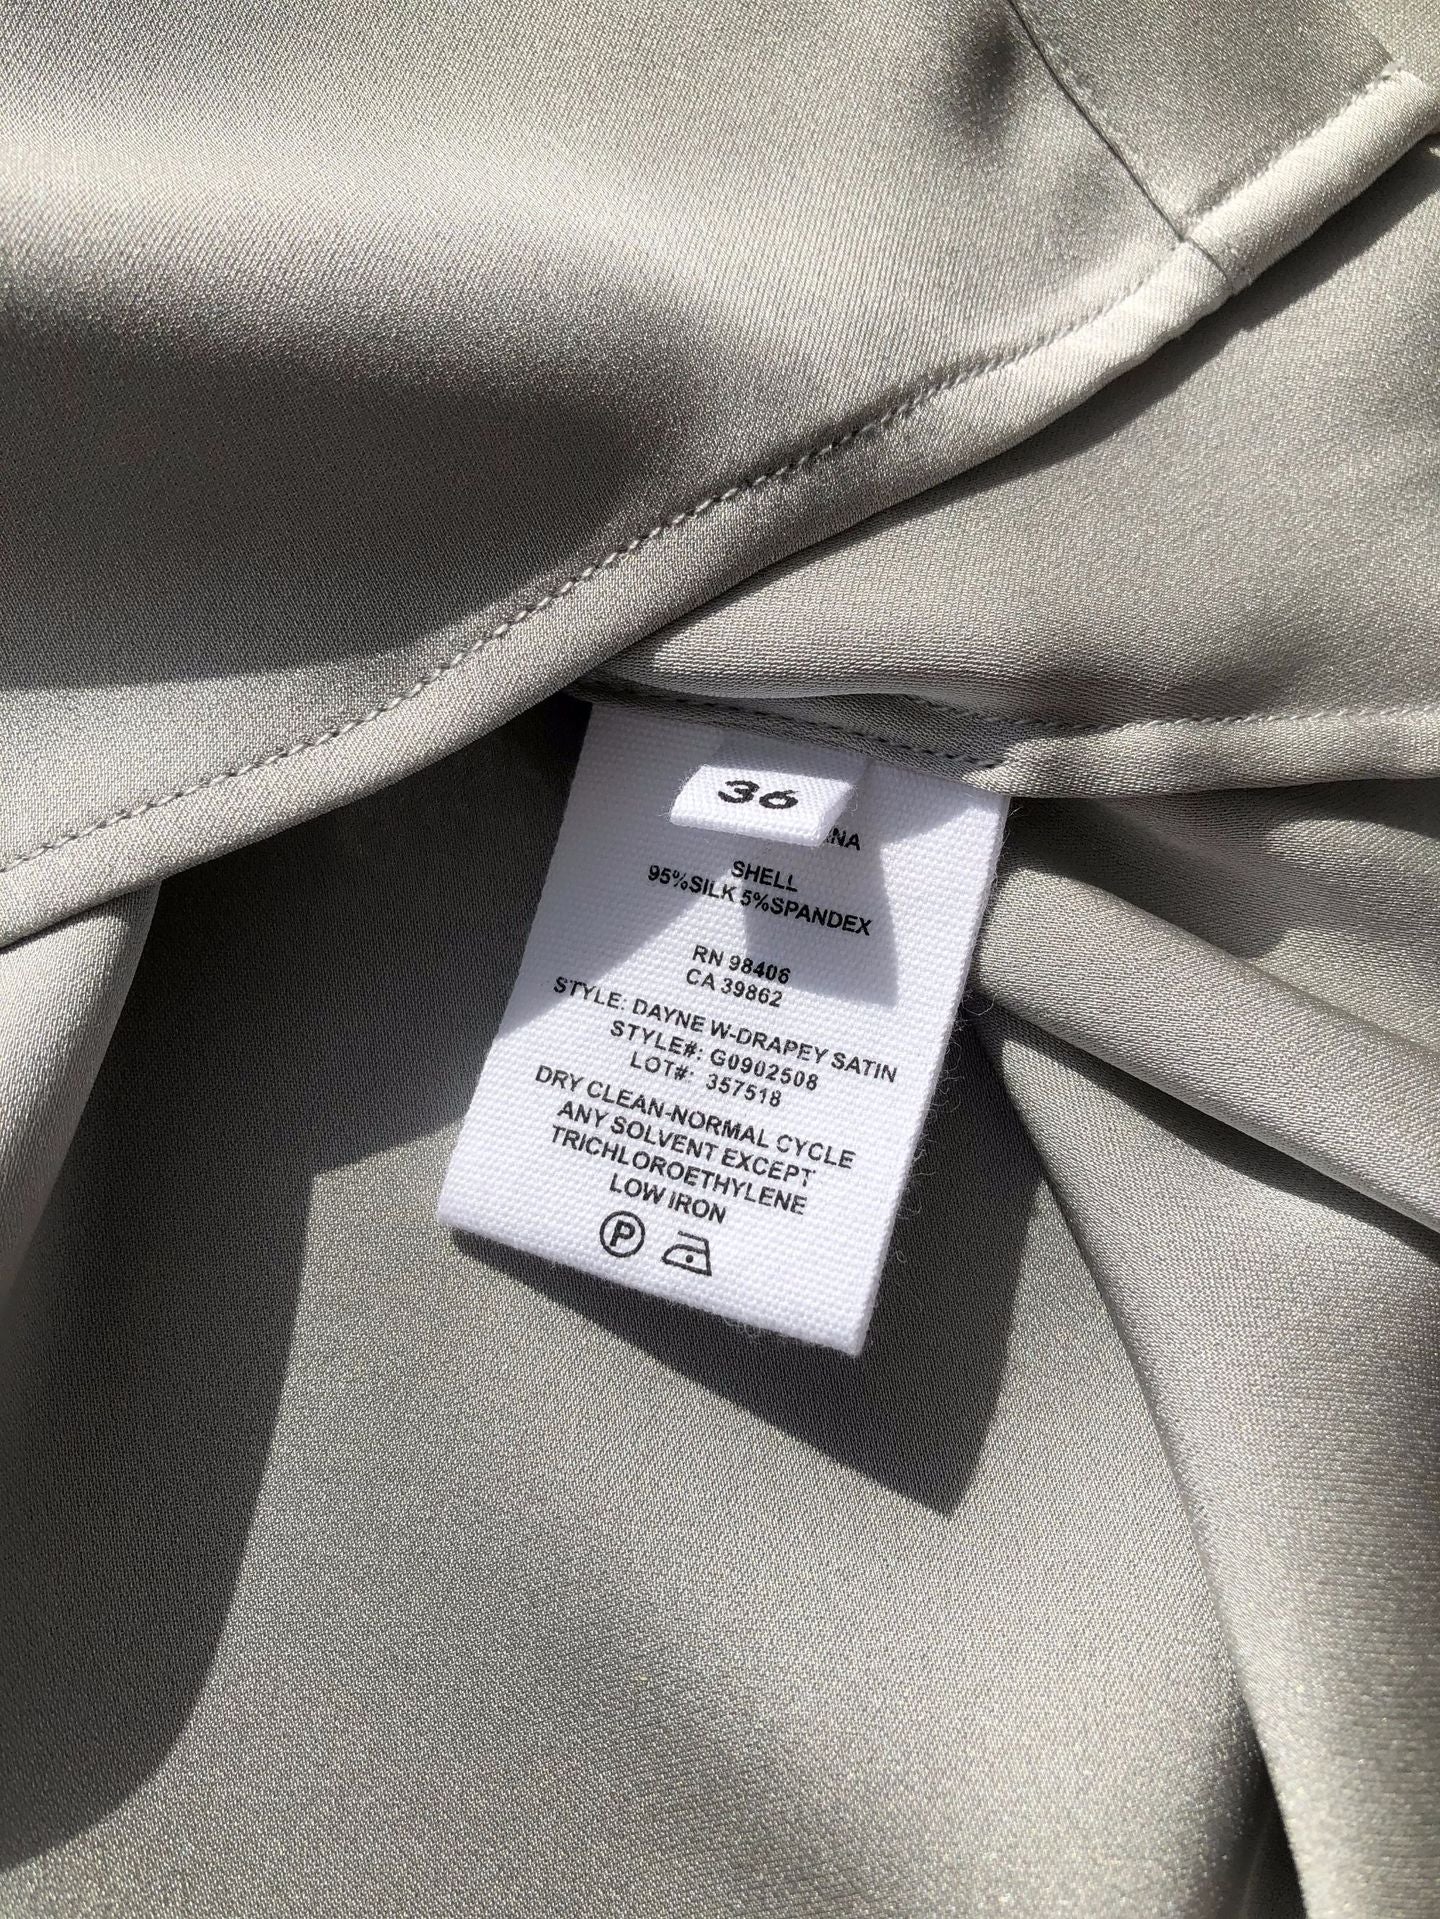 36
SHELL
95%SILK 5%SPANDEX
RN 98406
CA 39862
STYLE: DAYNE W-DRAPEY SATIN
STYLE#: G0902508
LOT#: 357518
DRY CLEAN-NORMAL CYCLE
ANY SOLVENT EXCEPT
TRICHLOROETHYLENE
LOW IRON
P